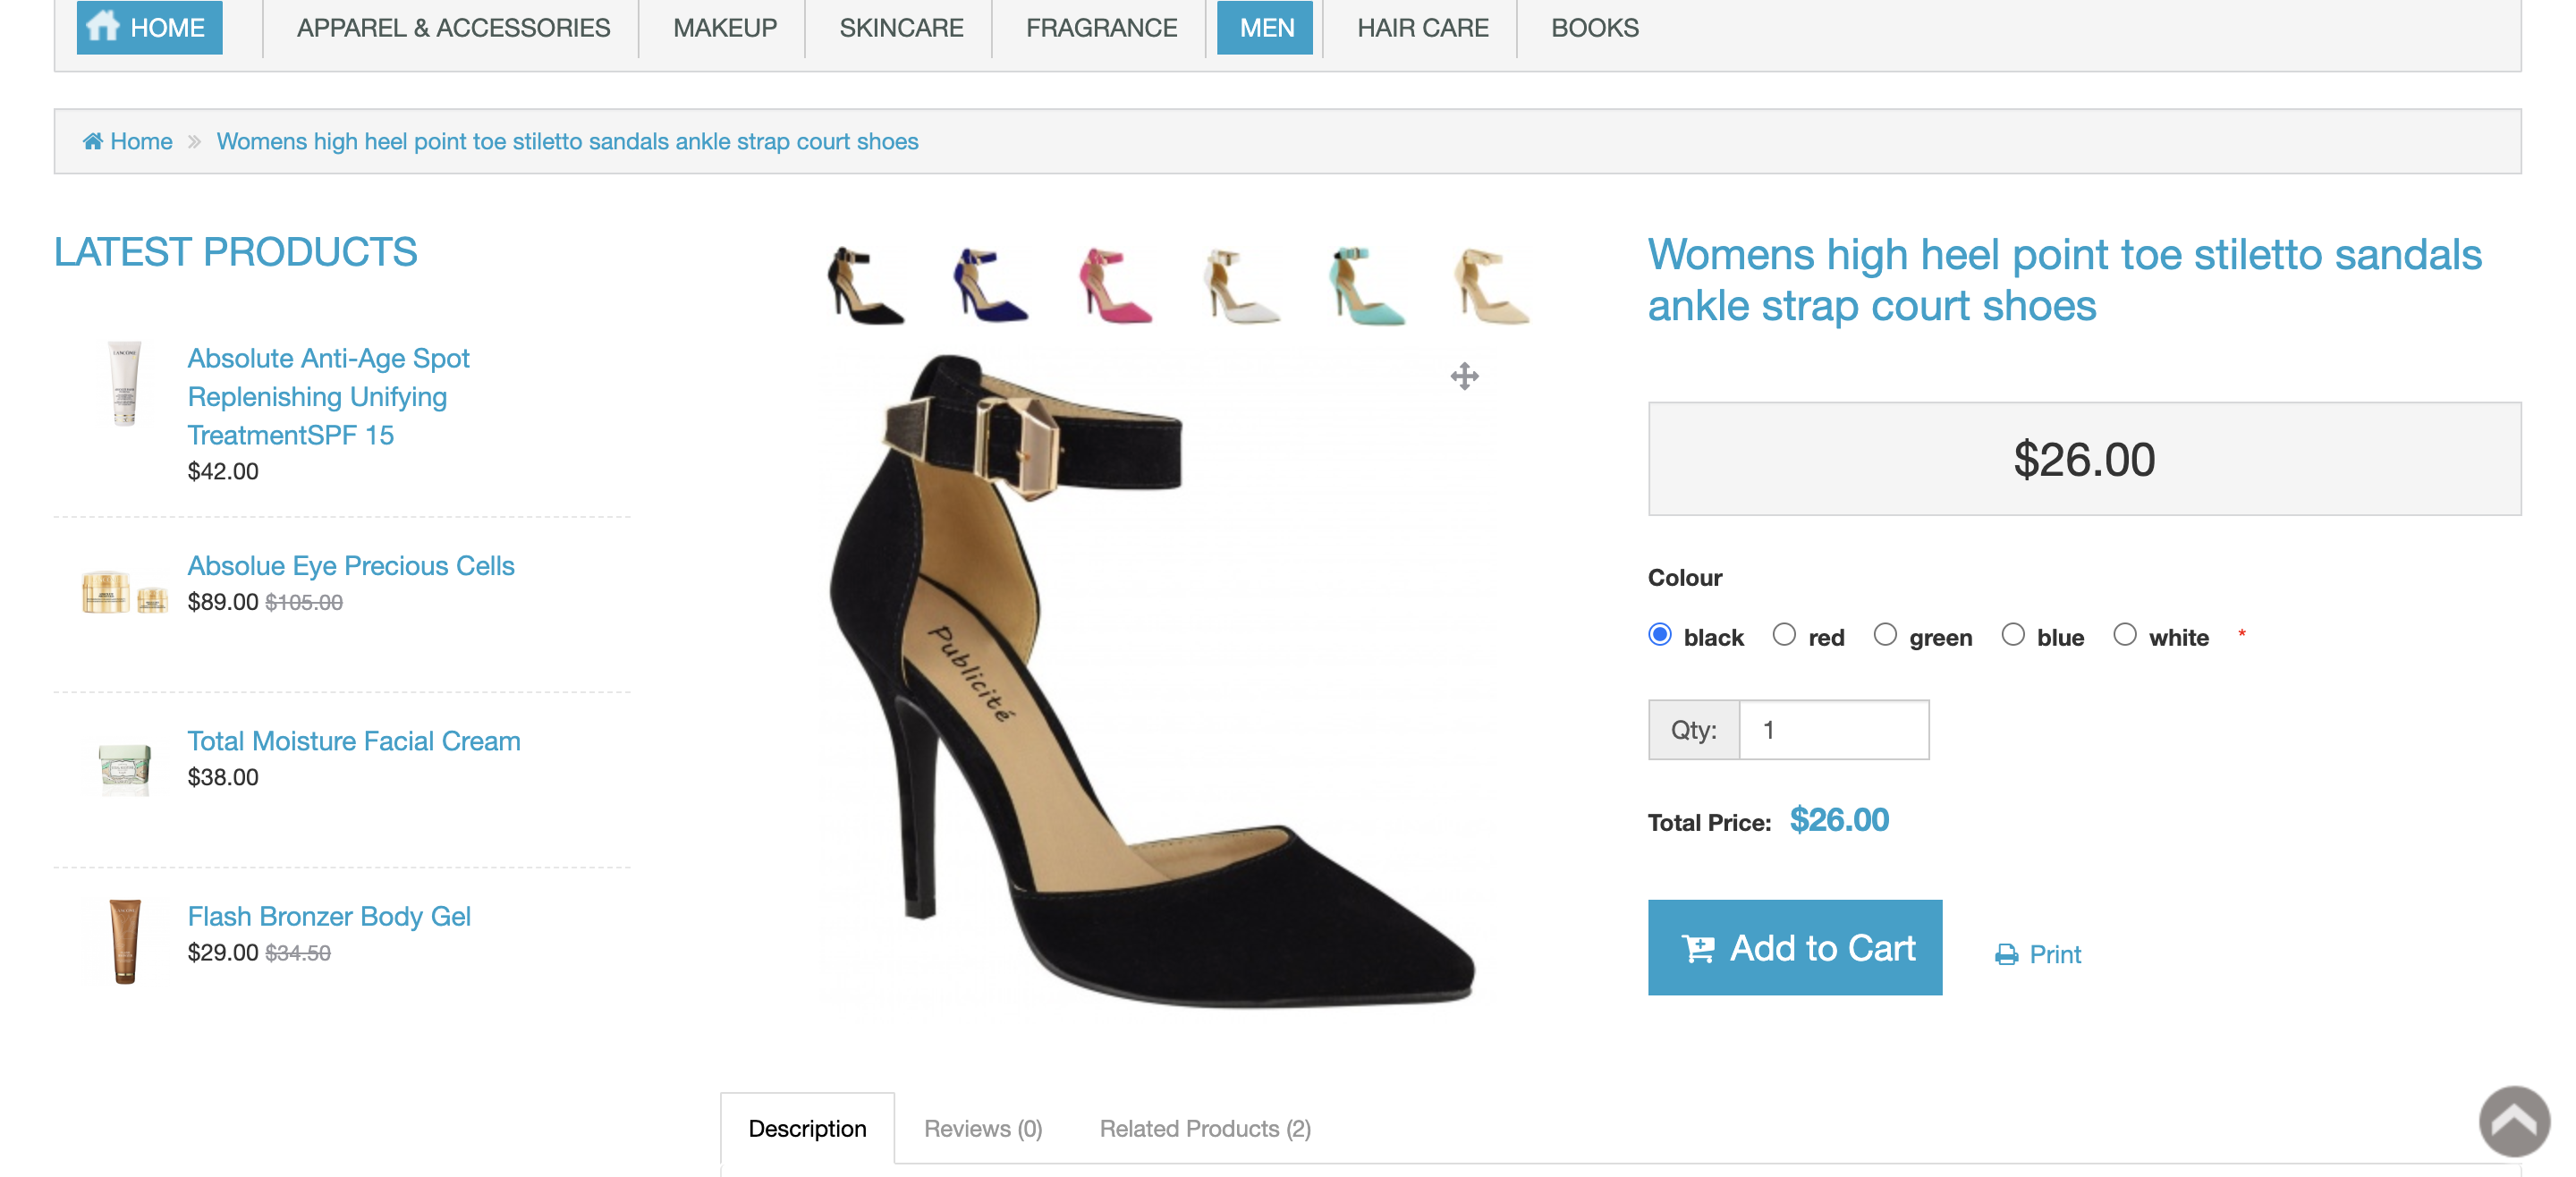 HOME
APPAREL & ACCESSORIES
MAKEUP
SKINCARE
FRAGRANCE
MEN
HAIR CARE
BOOKS
Home » Womens high heel point toe stiletto sandals ankle strap court shoes
LATEST PRODUCTS
Absolute Anti-Age Spot
Replenishing Unifying
TreatmentSPF 15
$42.00
Absolue Eye Precious Cells
$89.00 $105.00
Total Moisture Facial Cream
$38.00
Flash Bronzer Body Gel
$29.00 $34.50
Publicité
Womens high heel point toe stiletto sandals
ankle strap court shoes
$26.00
Colour
black red green blue white *
Qty: 1
Total Price: $26.00
Add to Cart
Print
Description
Reviews (0)
Related Products (2)